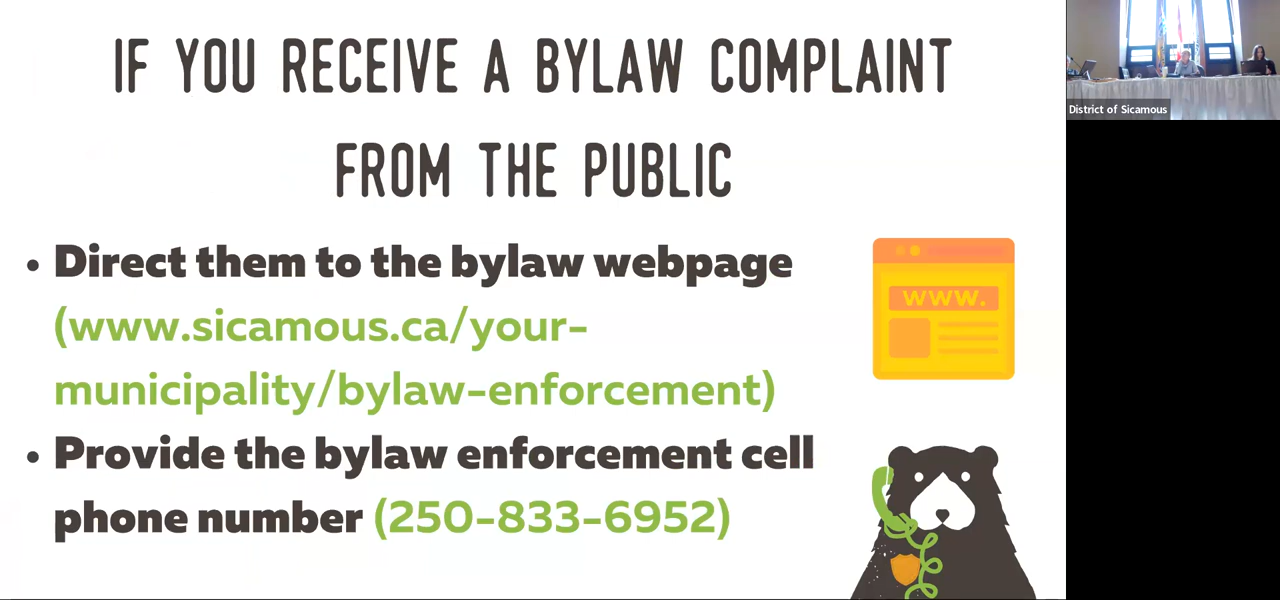 IF YOU RECEIVE A BYLAW COMPLAINT
FROM THE PUBLIC
• Direct them to the bylaw webpage
(www.sicamous.ca/your-
municipality/bylaw-enforcement)
• Provide the bylaw enforcement cell
phone number (250-833-6952)
www.
District of Sicamous